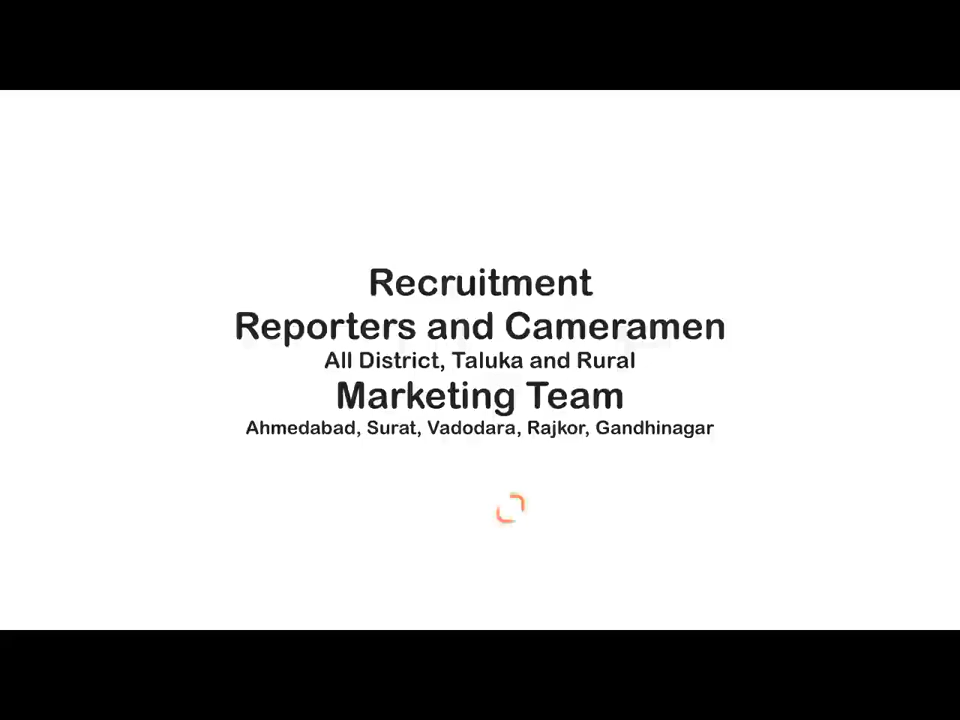 Recruitment
Reporters and Cameramen
All District, Taluka and Rural
Marketing Team
Ahmedabad, Surat, Vadodara, Rajkor, Gandhinagar